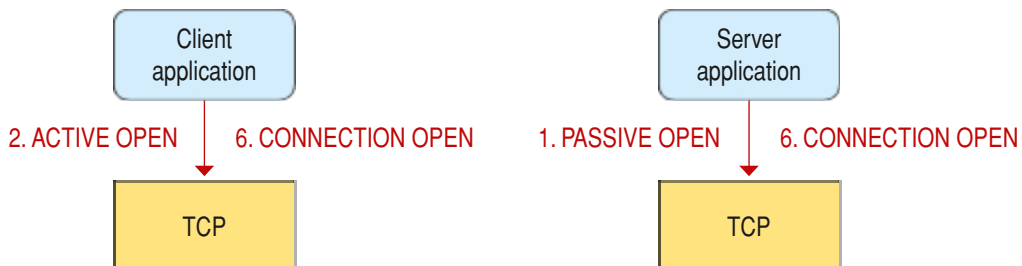 Client
application
Server
application
2. ACTIVE OPEN
6. CONNECTION OPEN
1. PASSIVE OPEN
6. CONNECTION OPEN
TCP
TCP